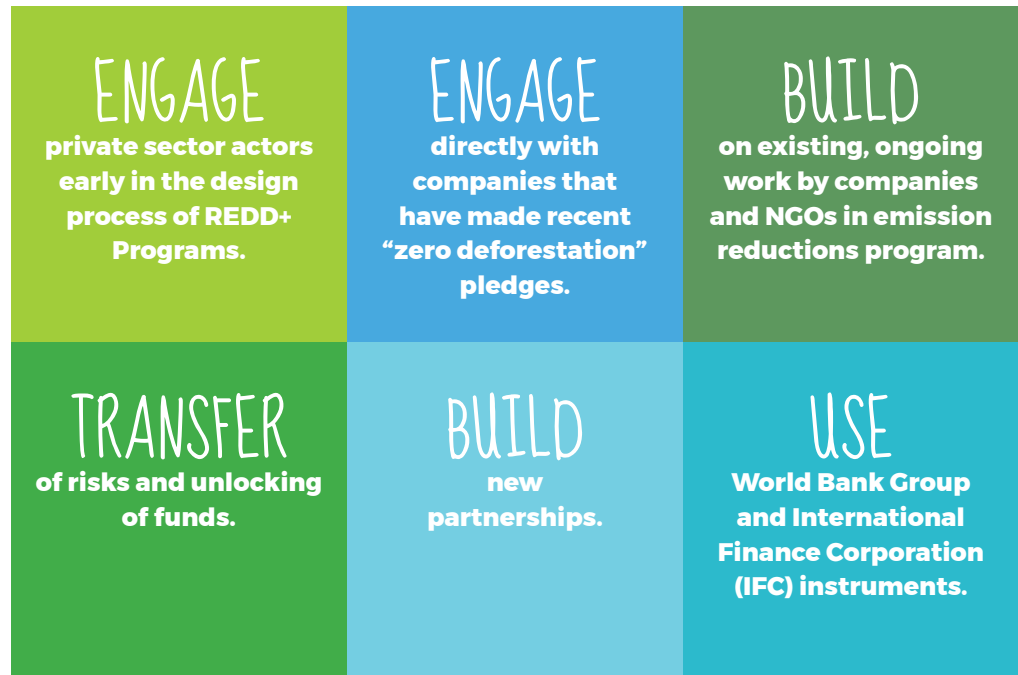 ENGAGE
private sector actors
early in the design
process of REDD+
Programs.
ENGAGE
directly with
companies that
have made recent
“zero deforestation”
pledges.
BUILD
on existing, ongoing
work by companies
and NGOs in emission
reductions program.
TRANSFER
of risks and unlocking
of funds.
BUILD
new
partnerships.
USE
World Bank Group
and International
Finance Corporation
(IFC) instruments.